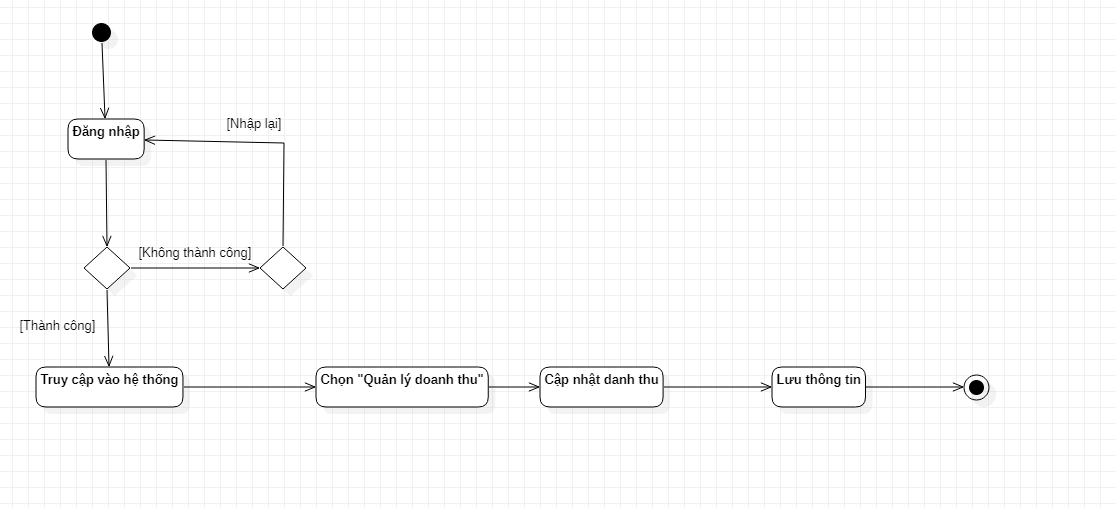 [Nhập lại]
Đăng nhập
[Không thành công]
[Thành công]
Truy cập vào hệ thống
Chọn "Quản lý doanh thu"
Cập nhật danh thu
Lưu thông tin